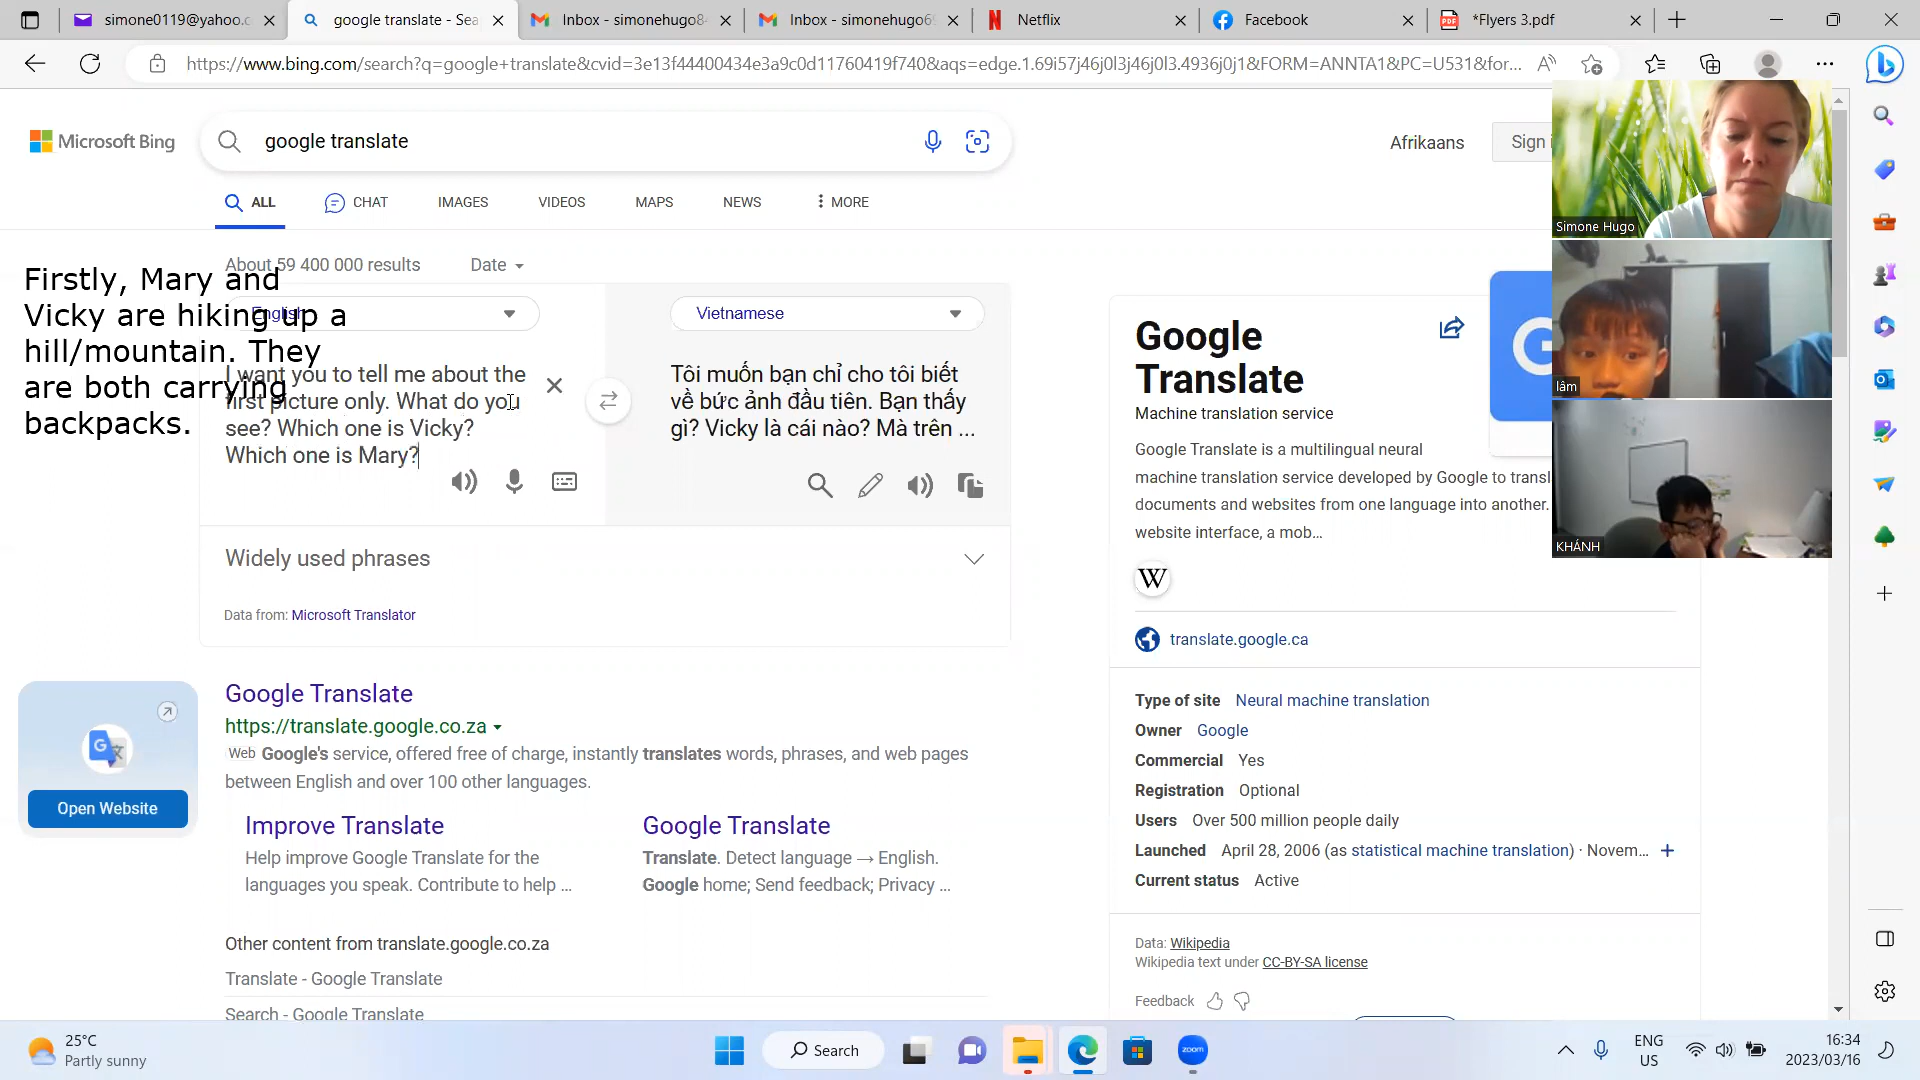 simone0119@yahoo.c
google translate - Sea
Inbox - simonehugo8
Inbox - simonehugo6
Netflix
Facebook
*Flyers 3.pdf
https://www.bing.com/search?q=google+translate&cvid=3e13f44400434e3a9c0d11760419f740&aqs=edge.1.69i57j46j0l3j46j0l3.4936j0j1&FORM=ANNTA1&PC=U531&for...
Microsoft Bing
google translate
Afrikaans
Sign i
ALL
CHAT
IMAGES
VIDEOS
MAPS
NEWS
MORE
About 59 400 000 results
Date
Firstly, Mary and
Vicky are hiking up a
hill/mountain. They
are both carrying
backpacks.
English
Vietnamese
I want you to tell me about the
first picture only. What do you
see? Which one is Vicky?
Which one is Mary?
Tôi muốn bạn chỉ cho tôi biết
về bức ảnh đầu tiên. Bạn thấy
gì? Vicky là cái nào? Mà trên ...
Widely used phrases
Data from: Microsoft Translator
Google Translate
https://translate.google.co.za
Web Google's service, offered free of charge, instantly translates words, phrases, and web pages
between English and over 100 other languages.
Open Website
Improve Translate
Help improve Google Translate for the
languages you speak. Contribute to help ...
Google Translate
Translate. Detect language → English.
Google home; Send feedback; Privacy ...
Other content from translate.google.co.za
Translate - Google Translate
Search - Google Translate
Google
Translate
Machine translation service
Google Translate is a multilingual neural
machine translation service developed by Google to transl
documents and websites from one language into another.
website interface, a mob...
W
translate.google.ca
Type of site Neural machine translation
Owner Google
Commercial Yes
Registration Optional
Users Over 500 million people daily
Launched April 28, 2006 (as statistical machine translation) · Novem...
Current status Active
Data: Wikipedia
Wikipedia text under CC-BY-SA license
Feedback
Simone Hugo
lâm
KHÁNH
25°C
Partly sunny
Search
zoom
ENG
US
16:34
2023/03/16